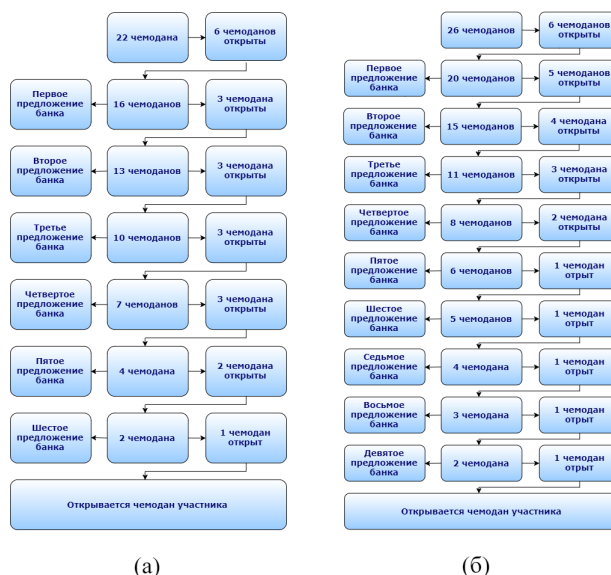 22 чемодана
6 чемоданов
открыты
Первое
предложение
банка
16 чемоданов
3 чемодана
открыты
Второе
предложение
банка
13 чемоданов
3 чемодана
открыты
Третье
предложение
банка
10 чемоданов
3 чемодана
открыты
Четвертое
предложение
банка
7 чемоданов
3 чемодана
открыты
Пятое
предложение
банка
4 чемодана
2 чемодана
открыты
Шестое
предложение
банка
2 чемодана
1 чемодан
открыт
Открывается чемодан участника
(а)
26 чемоданов
6 чемоданов
открыты
Первое
предложение
банка
20 чемоданов
5 чемоданов
открыты
Второе
предложение
банка
15 чемоданов
4 чемодана
открыты
Третье
предложение
банка
11 чемоданов
3 чемодана
открыты
Четвертое
предложение
банка
8 чемоданов
2 чемодана
открыты
Пятое
предложение
банка
6 чемоданов
1 чемодан
отрыт
Шестое
предложение
банка
5 чемоданов
1 чемодан
отрыт
Седьмое
предложение
банка
4 чемодана
1 чемодан
отрыт
Восьмое
предложение
банка
3 чемодана
1 чемодан
отрыт
Девятое
предложение
банка
2 чемодана
1 чемодан
отрыт
Открывается чемодан участника
(б)